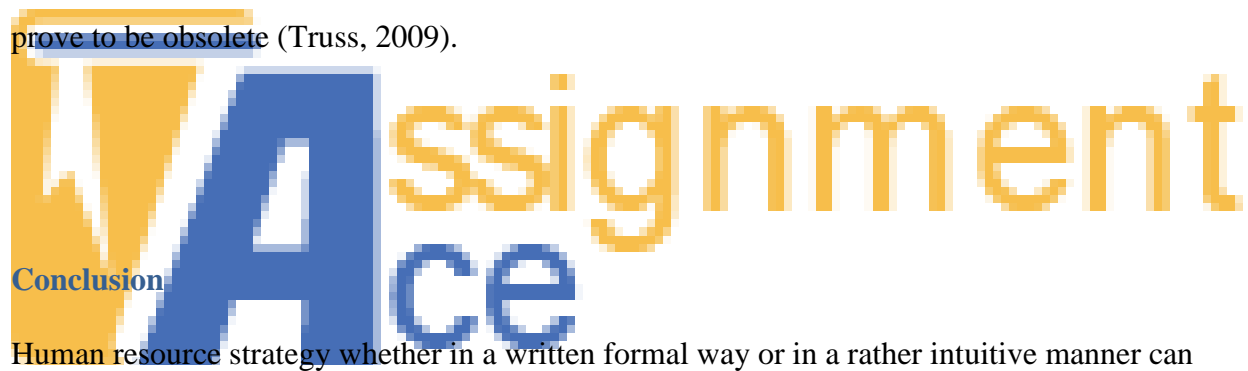 prove to be obsolete (Truss, 2009).
Assignment
Ace
Conclusion
Human resource strategy whether in a written formal way or in a rather intuitive manner can